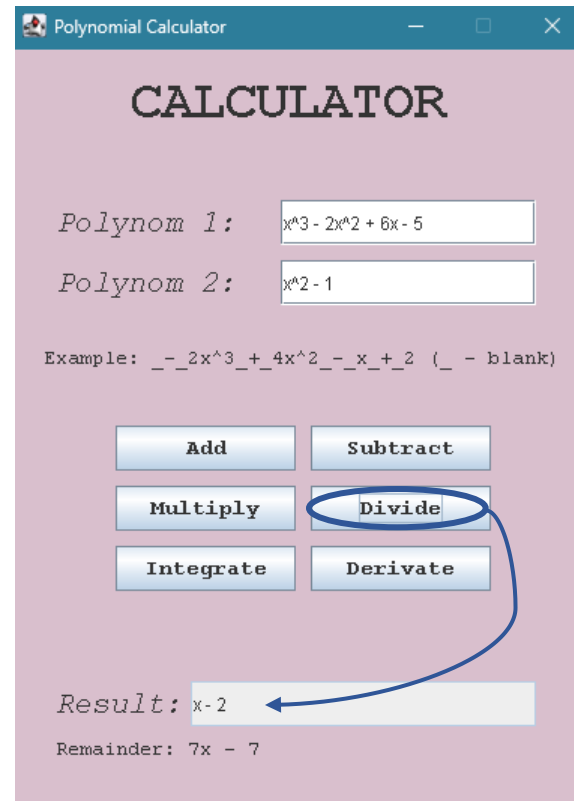 Polynomial Calculator
CALCULATOR
Polynom 1: x^3 - 2x^2 + 6x - 5
Polynom 2: x^2 - 1
Example: _-_2x^3_+_4x^2_-_x_+_2 (_ - blank)
Add Subtract
Multiply Divide
Integrate Derivate
Result: x - 2
Remainder: 7x - 7